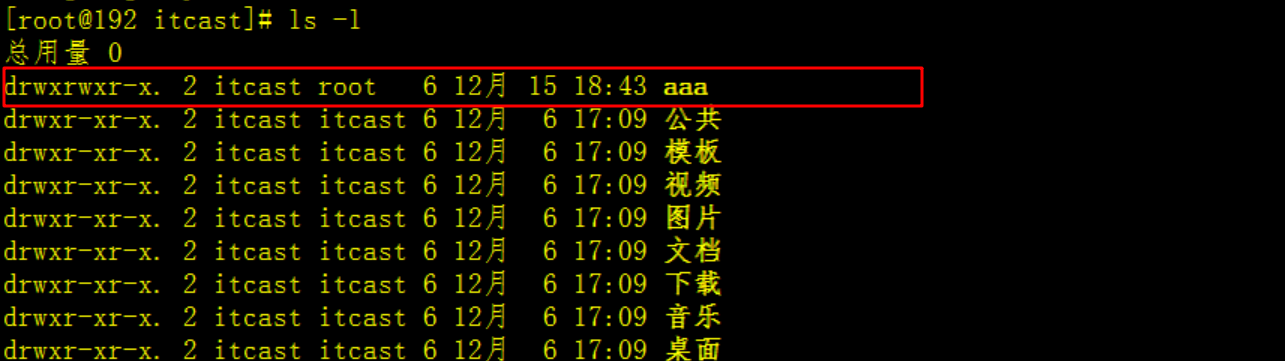 [root@192 itcast]# ls -l
总用量 0
drwxrwxr-x. 2 itcast root   6 12月 15 18:43 aaa
drwxr-xr-x. 2 itcast itcast 6 12月  6 17:09 公共
drwxr-xr-x. 2 itcast itcast 6 12月  6 17:09 模板
drwxr-xr-x. 2 itcast itcast 6 12月  6 17:09 视频
drwxr-xr-x. 2 itcast itcast 6 12月  6 17:09 图片
drwxr-xr-x. 2 itcast itcast 6 12月  6 17:09 文档
drwxr-xr-x. 2 itcast itcast 6 12月  6 17:09 下载
drwxr-xr-x. 2 itcast itcast 6 12月  6 17:09 音乐
drwxr-xr-x. 2 itcast itcast 6 12月  6 17:09 桌面